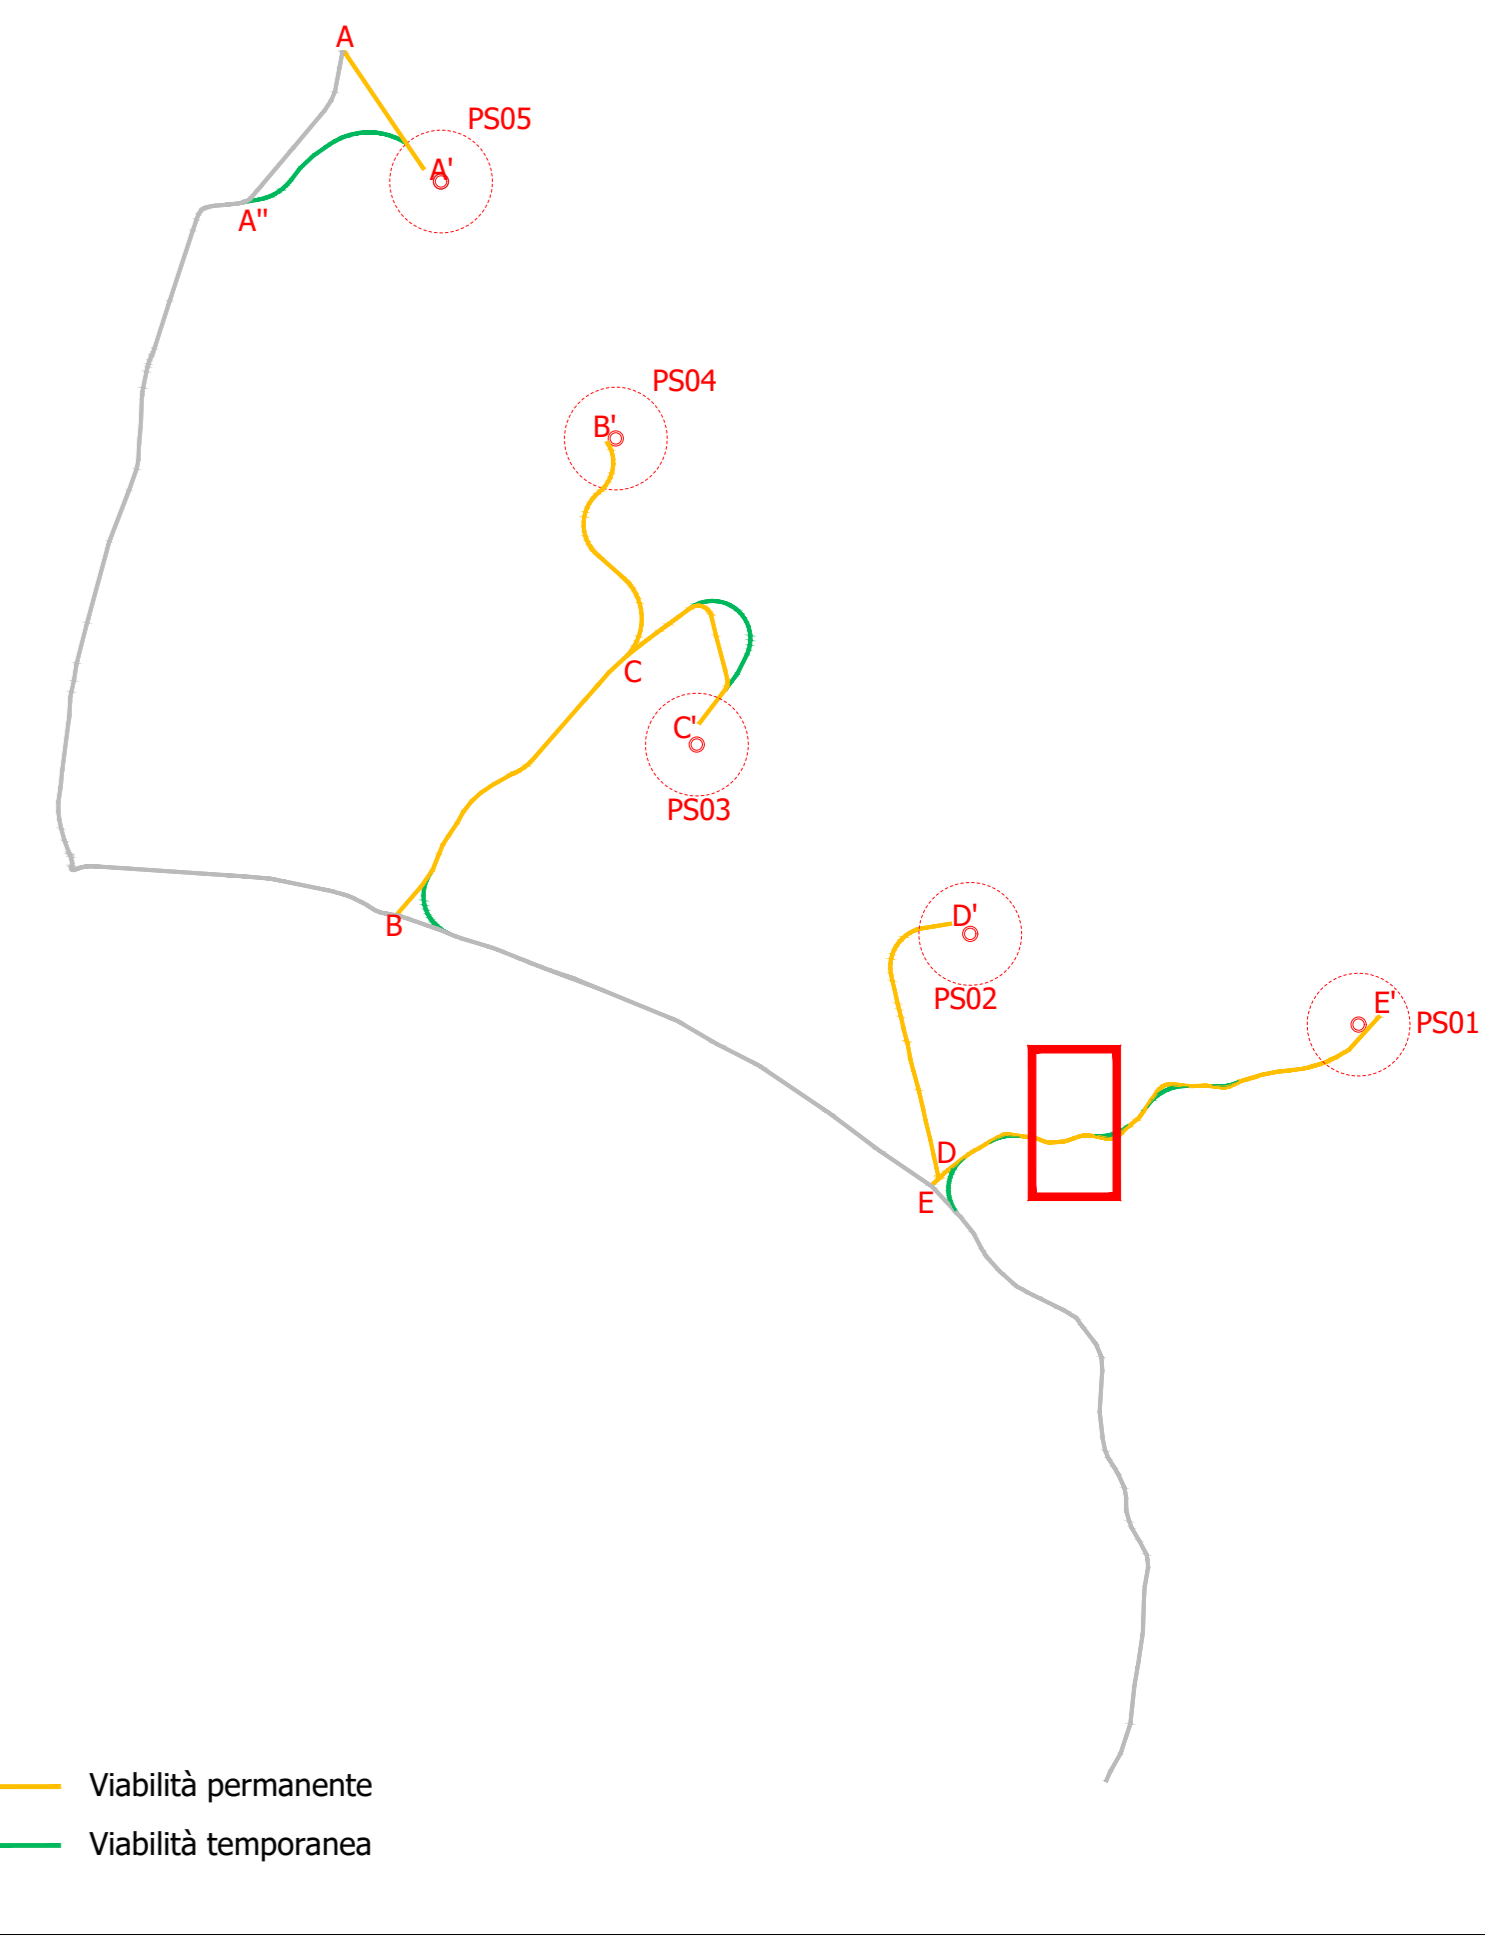 A
PS05
A'
A"
PS04
B'
C
C'
PS03
B
D'
PS02
E'
PS01
D
E
Viabilità permanente
Viabilità temporanea